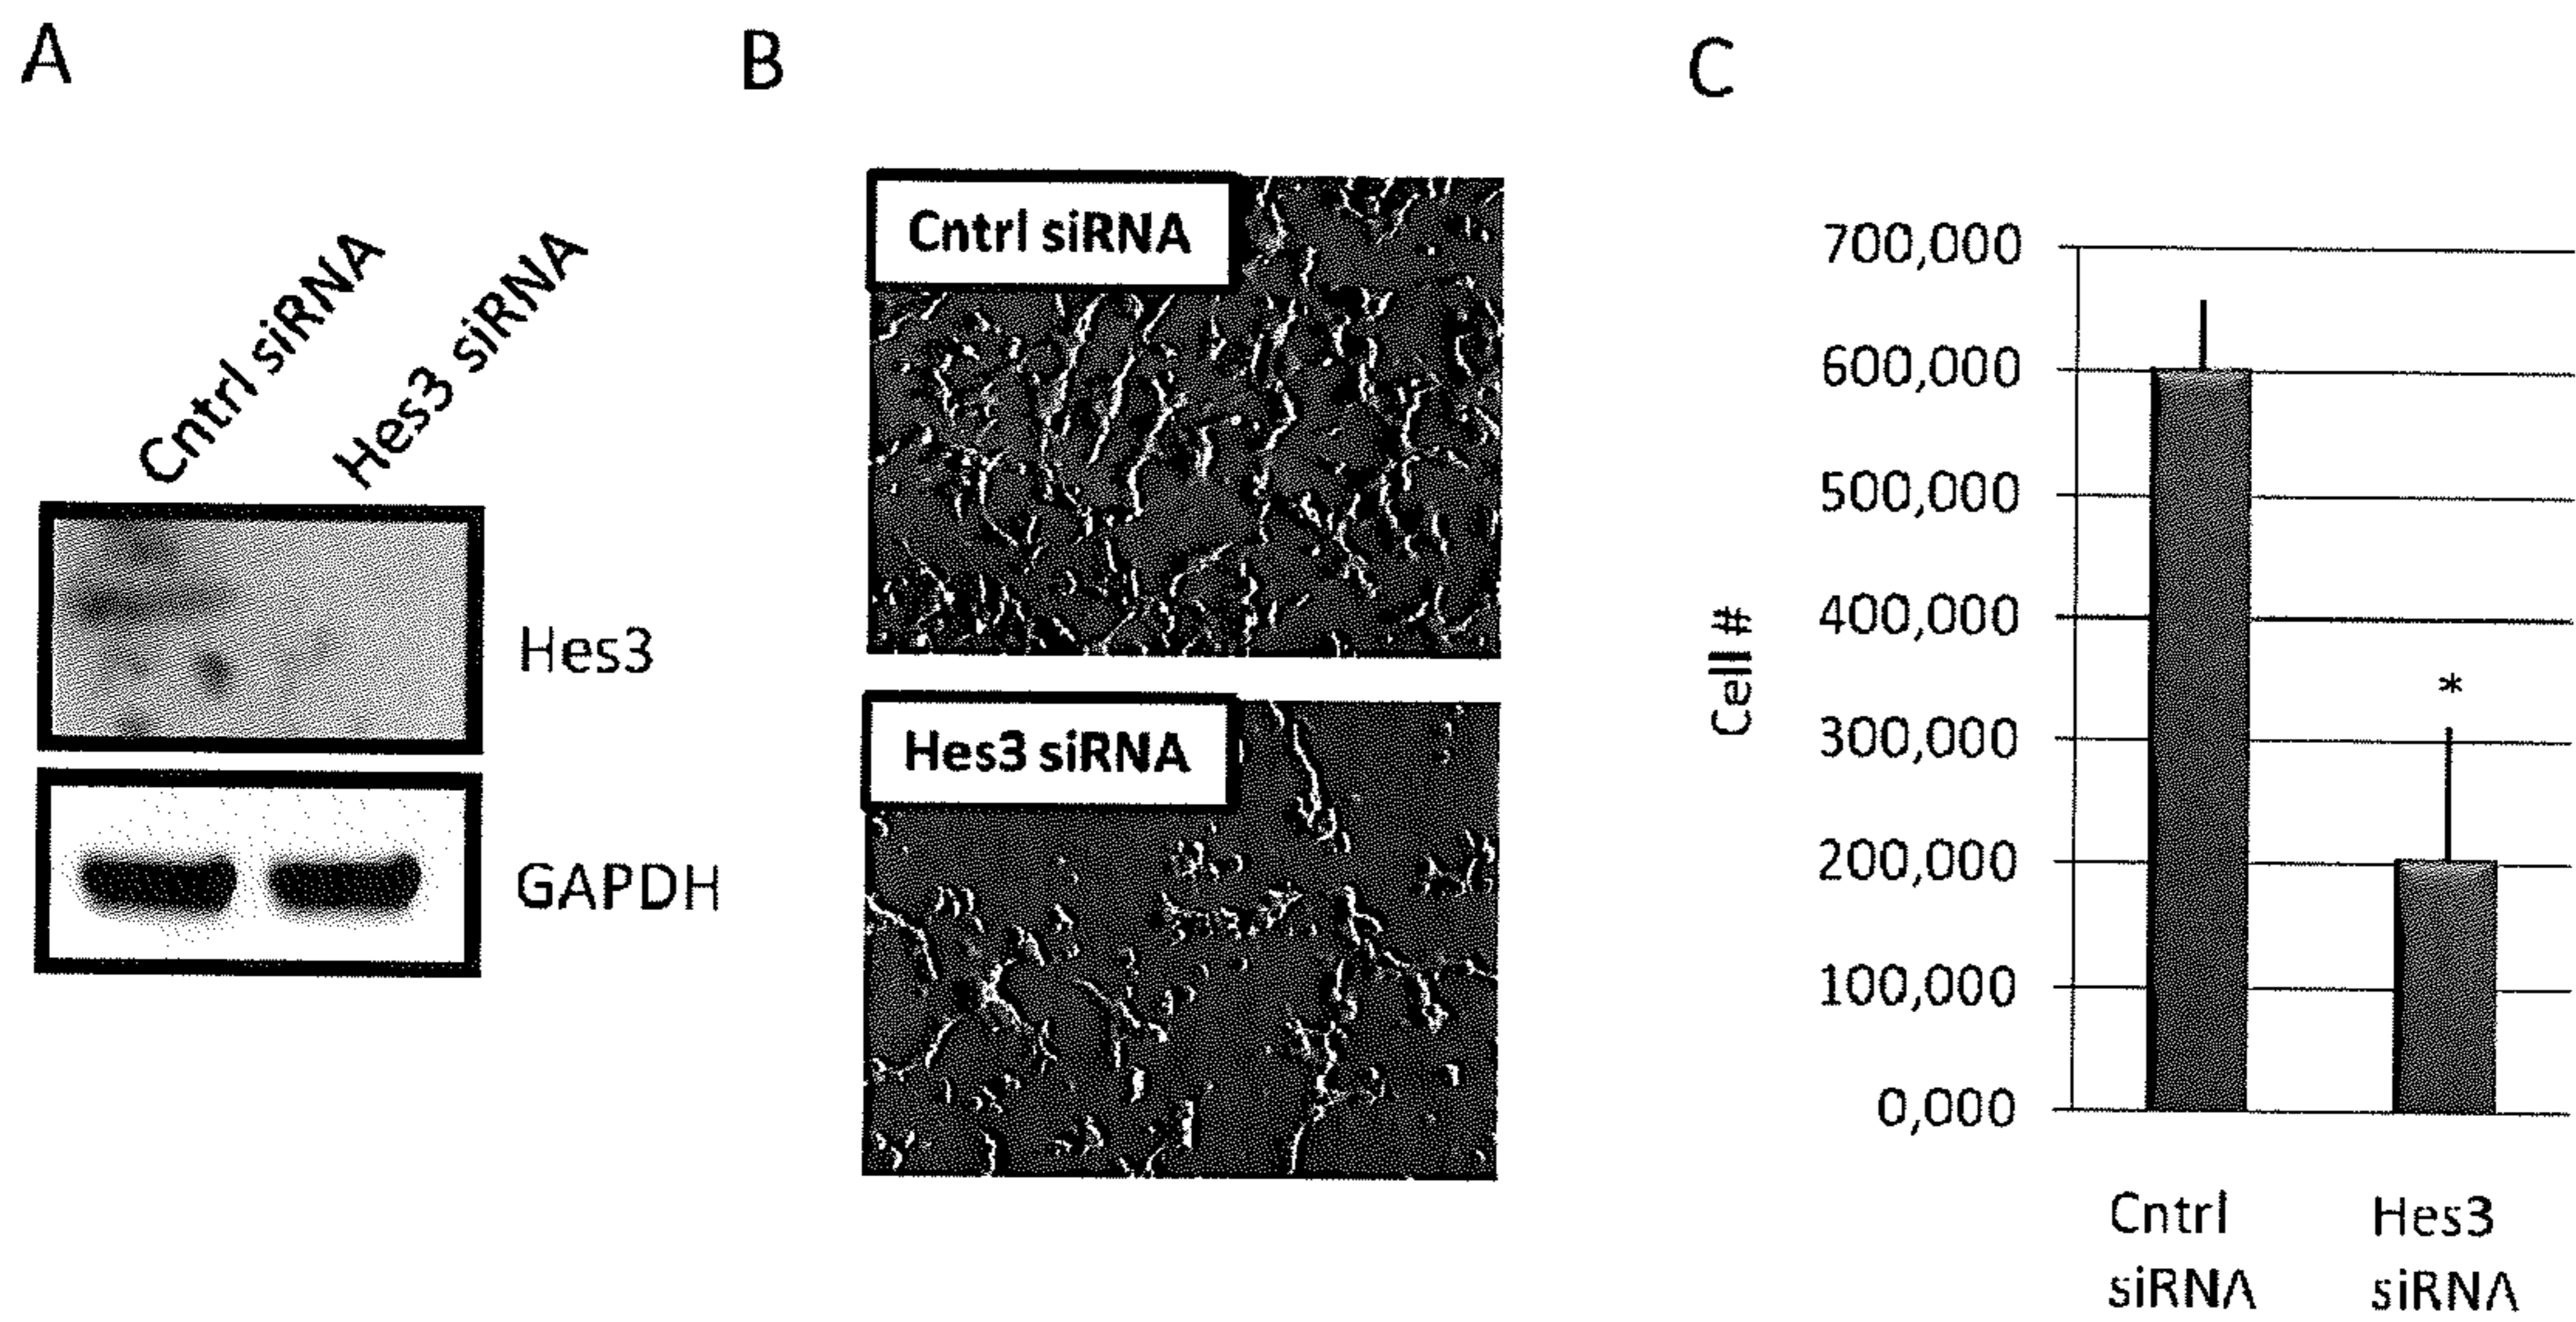 A
B
C
Cntrl siRNA
Hes3 siRNA
Hes3
GAPDH
Cntrl siRNA
Hes3 siRNA
Cell #
700,000
600,000
500,000
400,000
300,000
200,000
100,000
0,000
*
Cntrl
siRNA
Hes3
siRNA